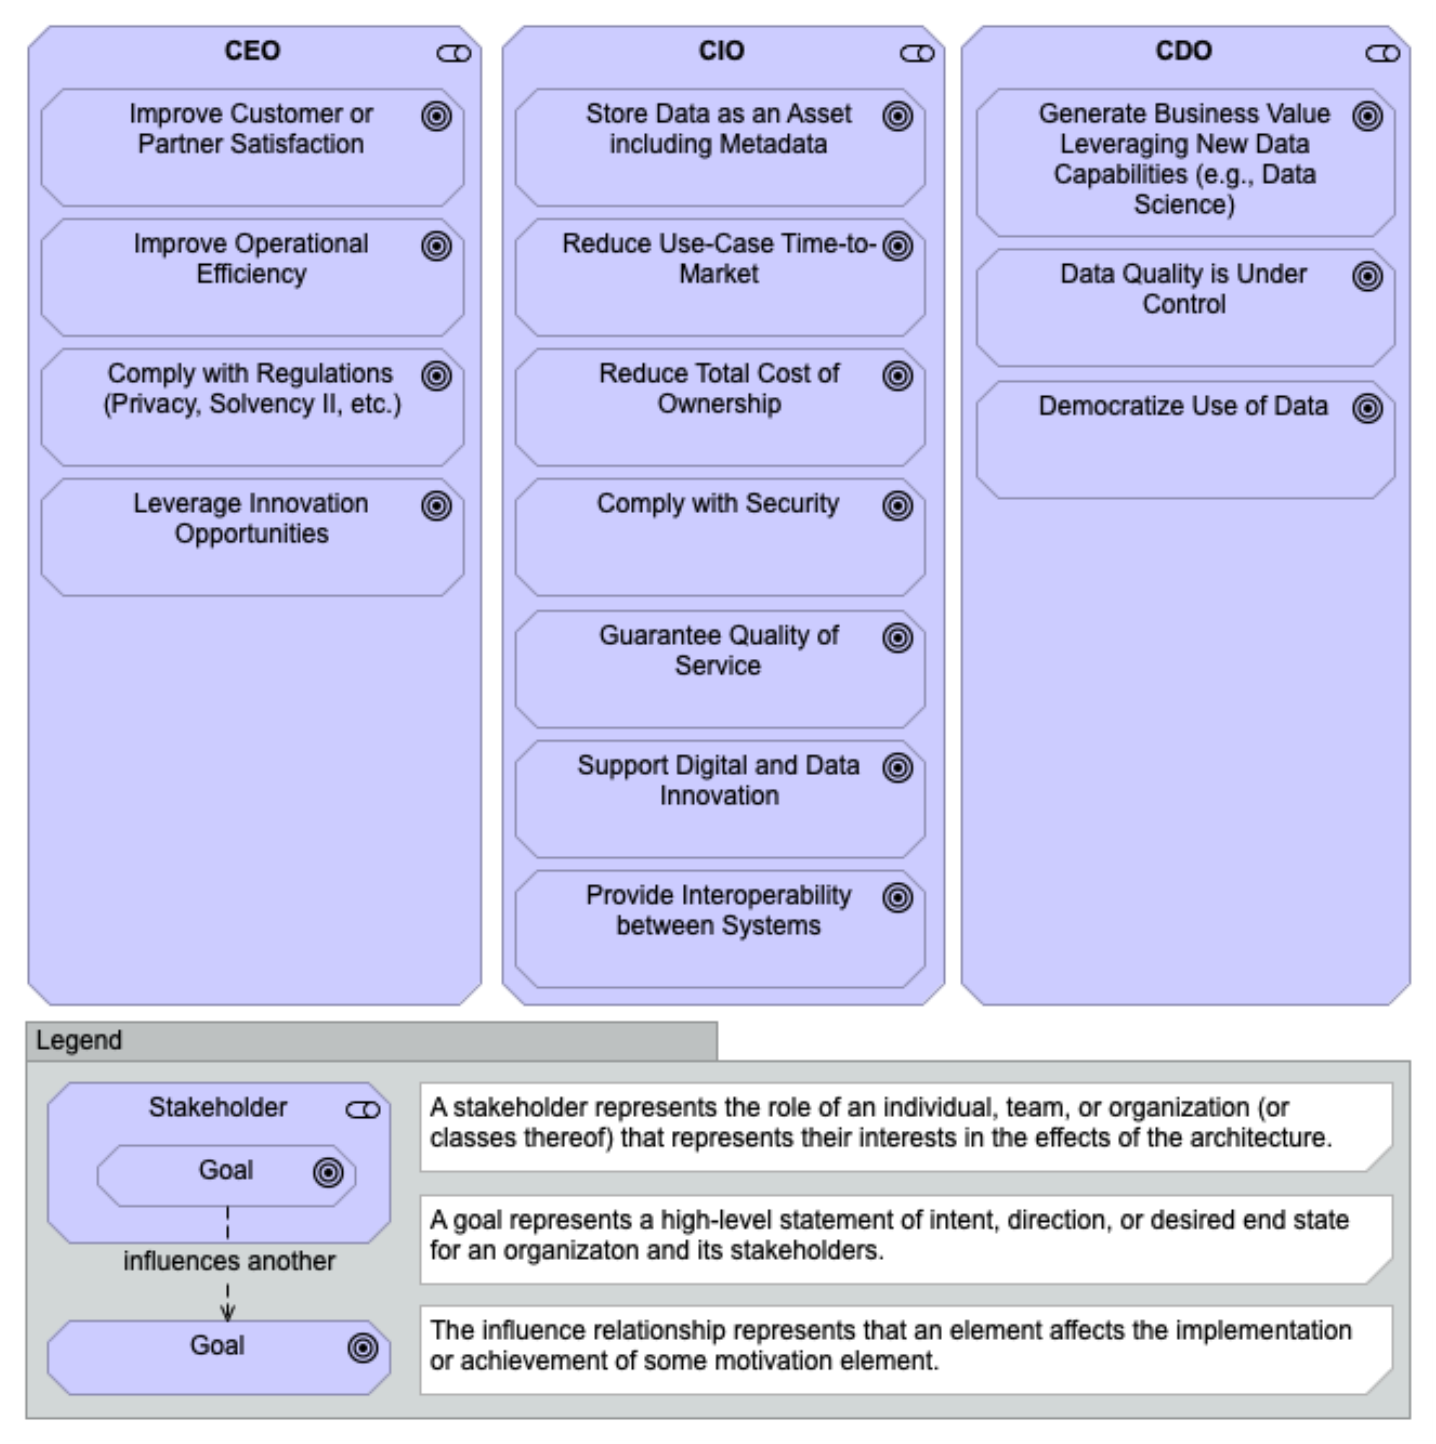 CEO
Improve Customer or
Partner Satisfaction
Improve Operational
Efficiency
Comply with Regulations
(Privacy, Solvency II, etc.)
Leverage Innovation
Opportunities
CIO
Store Data as an Asset
including Metadata
Reduce Use-Case Time-to-
Market
Reduce Total Cost of
Ownership
Comply with Security
Guarantee Quality of
Service
Support Digital and Data
Innovation
Provide Interoperability
between Systems
CDO
Generate Business Value
Leveraging New Data
Capabilities (e.g., Data
Science)
Data Quality is Under
Control
Democratize Use of Data
Legend
Stakeholder
Goal
influences another
Goal
A stakeholder represents the role of an individual, team, or organization (or
classes thereof) that represents their interests in the effects of the architecture.
A goal represents a high-level statement of intent, direction, or desired end state
for an organizaton and its stakeholders.
The influence relationship represents that an element affects the implementation
or achievement of some motivation element.